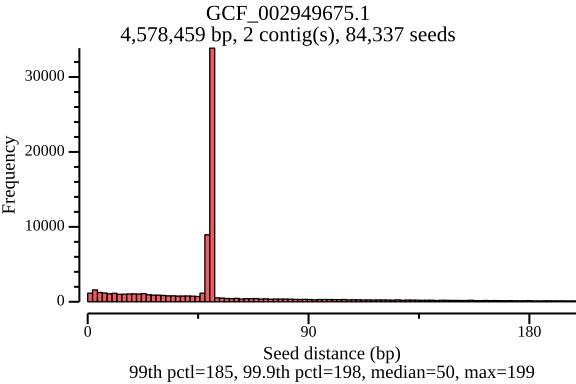 GCF_002949675.1
4,578,459 bp, 2 contig(s), 84,337 seeds
30000
20000
10000
0
Frequency
0 90 180
Seed distance (bp)
99th pctl=185, 99.9th pctl=198, median=50, max=199